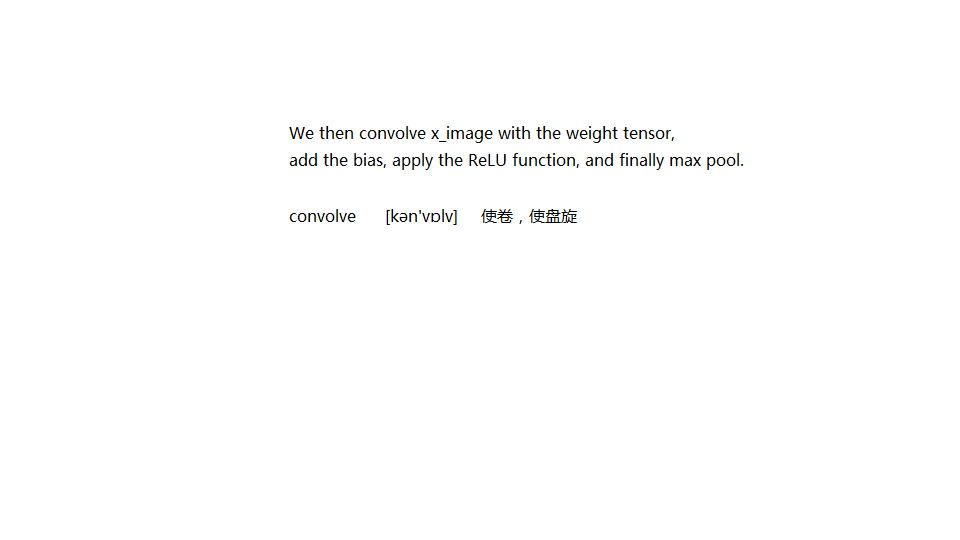 We then convolve x_image with the weight tensor,
add the bias, apply the ReLU function, and finally max pool.
convolve [kən'vɒlv] 使卷，使盘旋